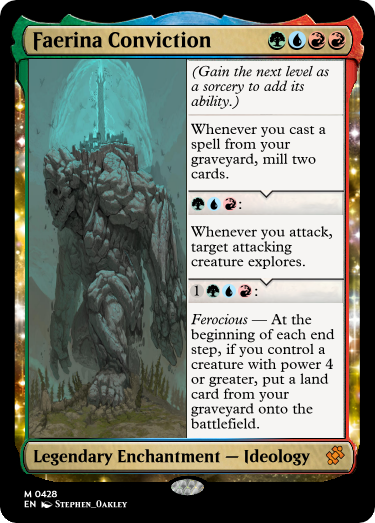 Faerina Conviction
(Gain the next level as
a sorcery to add its
ability.)
Whenever you cast a
spell from your
graveyard, mill two
cards.
:
Whenever you attack,
target attacking
creature explores.
1 :
Ferocious — At the
beginning of each end
step, if you control a
creature with power 4
or greater, put a land
card from your
graveyard onto the
battlefield.
Legendary Enchantment — Ideology
M 0428
EN Stephen_Oakley